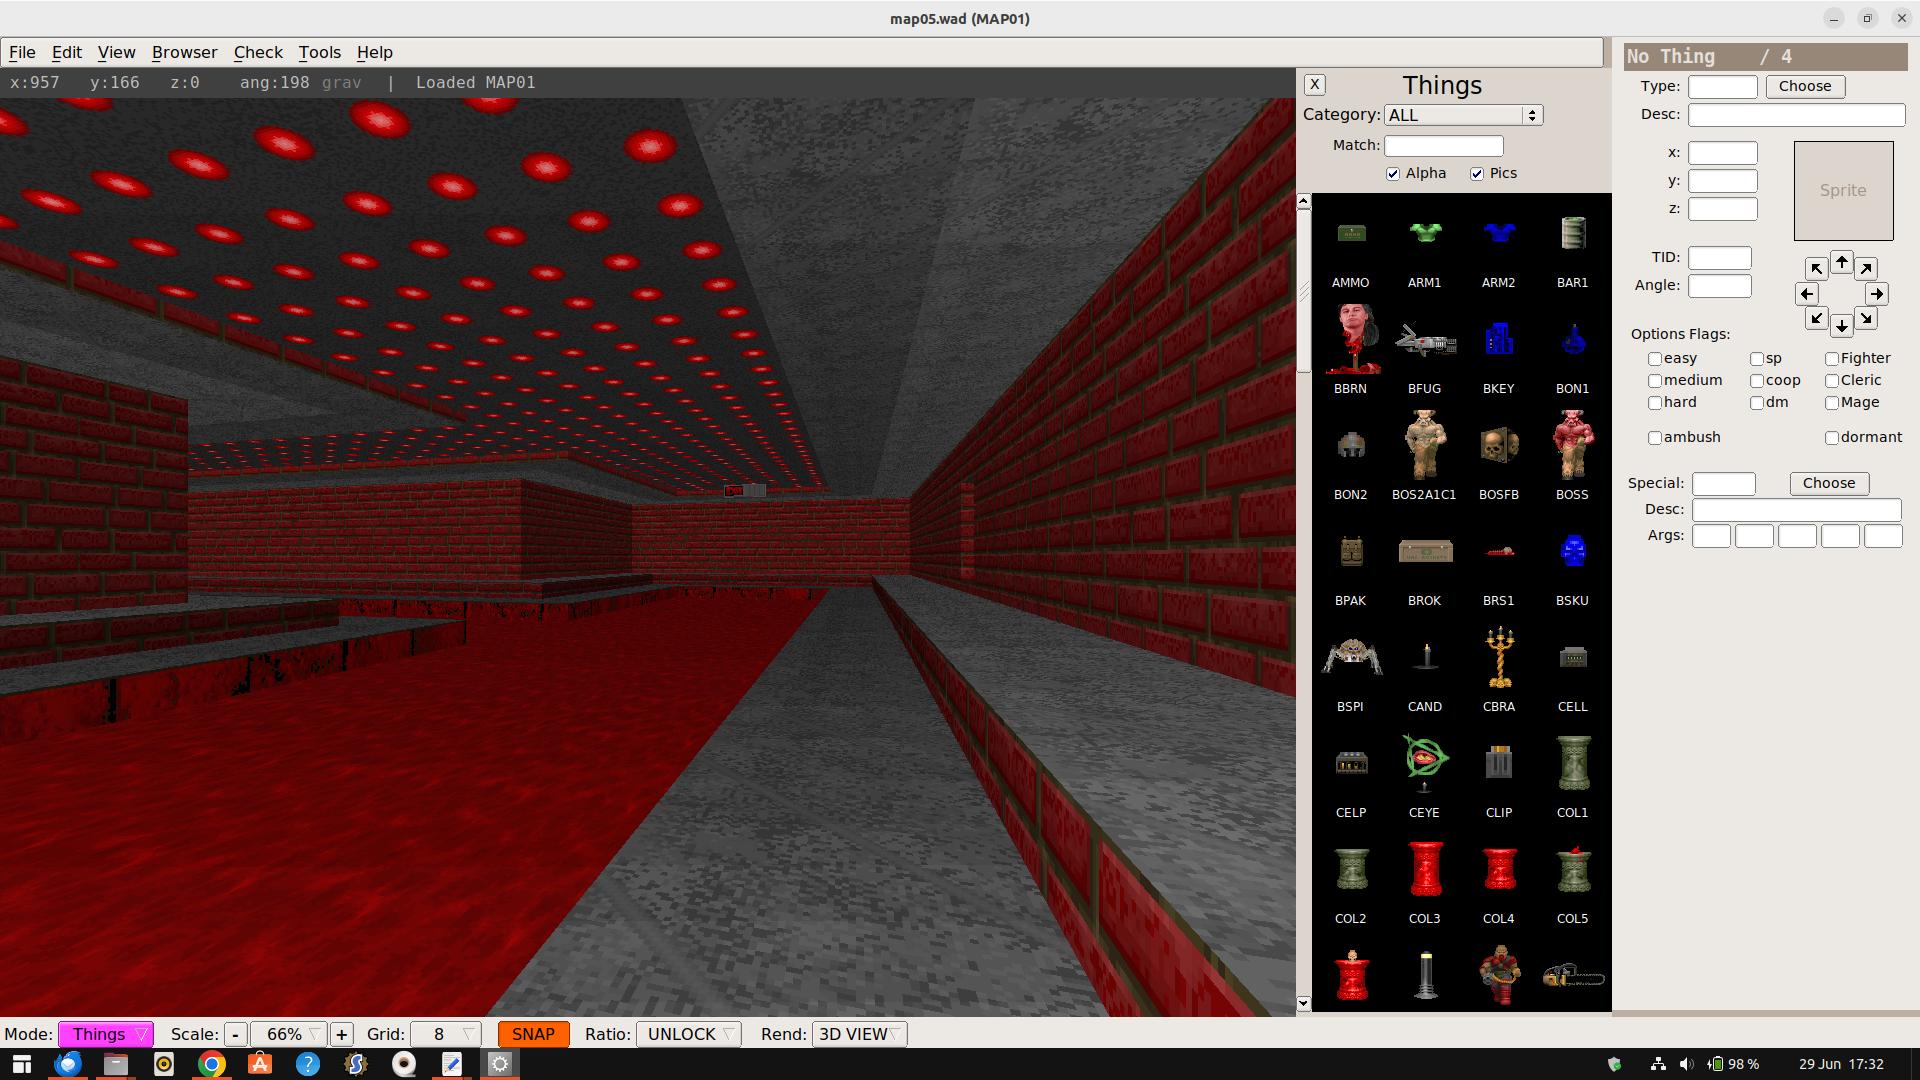 map05.wad (MAP01)
File Edit View Browser Check Tools Help
x:957 y:166 z:0 ang:198 grav | Loaded MAP01
X Things
Category: ALL
Match:
Alpha Pics
AMMO ARM1 ARM2 BAR1
BBRN BFUG BKEY BON1
BON2 BOS2A1C1 BOSFB BOSS
BPAK BROK BRS1 BSKU
BSPI CAND CBRA CELL
CELP CEYE CLIP COL1
COL2 COL3 COL4 COL5
No Thing / 4
Type: Choose
Desc:
x:
y:
z:
Sprite
TID:
Angle:
Options Flags:
easy sp Fighter
medium coop Cleric
hard dm Mage
ambush dormant
Special: Choose
Desc:
Args:
Mode: Things Scale: - 66% + Grid: 8 SNAP Ratio: UNLOCK Rend: 3D VIEW
98 % 29 Jun 17:32